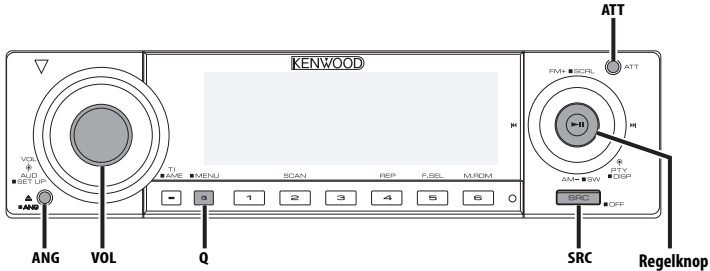 ATT
KENWOOD
ATT
FM+ ■SCRL
VOL
AUD
■SET UP
TI
■AME
■MENU
SCAN
REP
F.SEL
M.RDM
AM– ■SW
PTY
■DISP
■ANG
Q
1
2
3
4
5
6
SRC
■OFF
ANG
VOL
Q
SRC
Regelknop